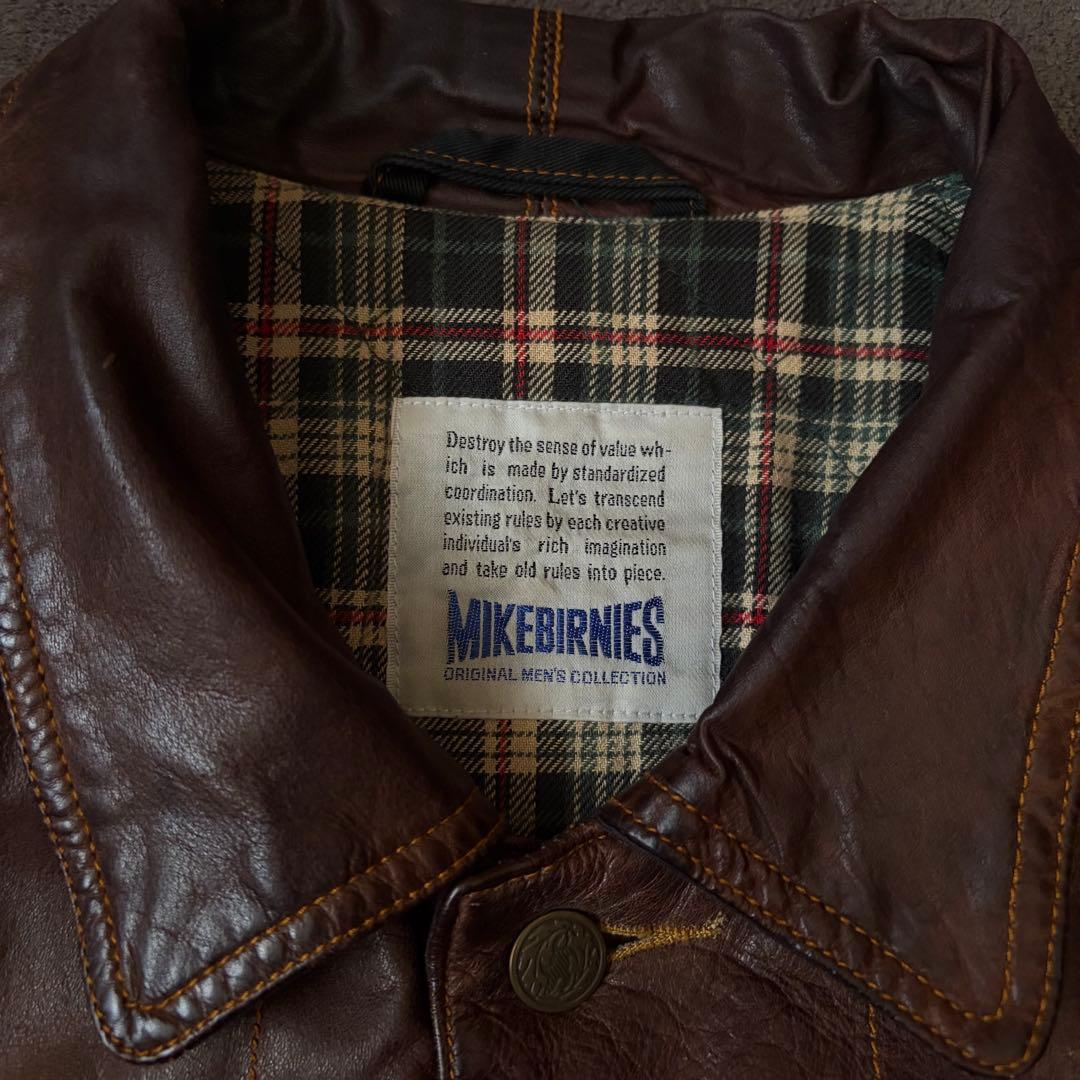 Destroy the sense of value wh-
ich is made by standardized
coordination. Let's transcend
existing rules by each creative
individual's rich imagination
and take old rules into piece.
MIKEBIRNIES
ORIGINAL MEN'S COLLECTION